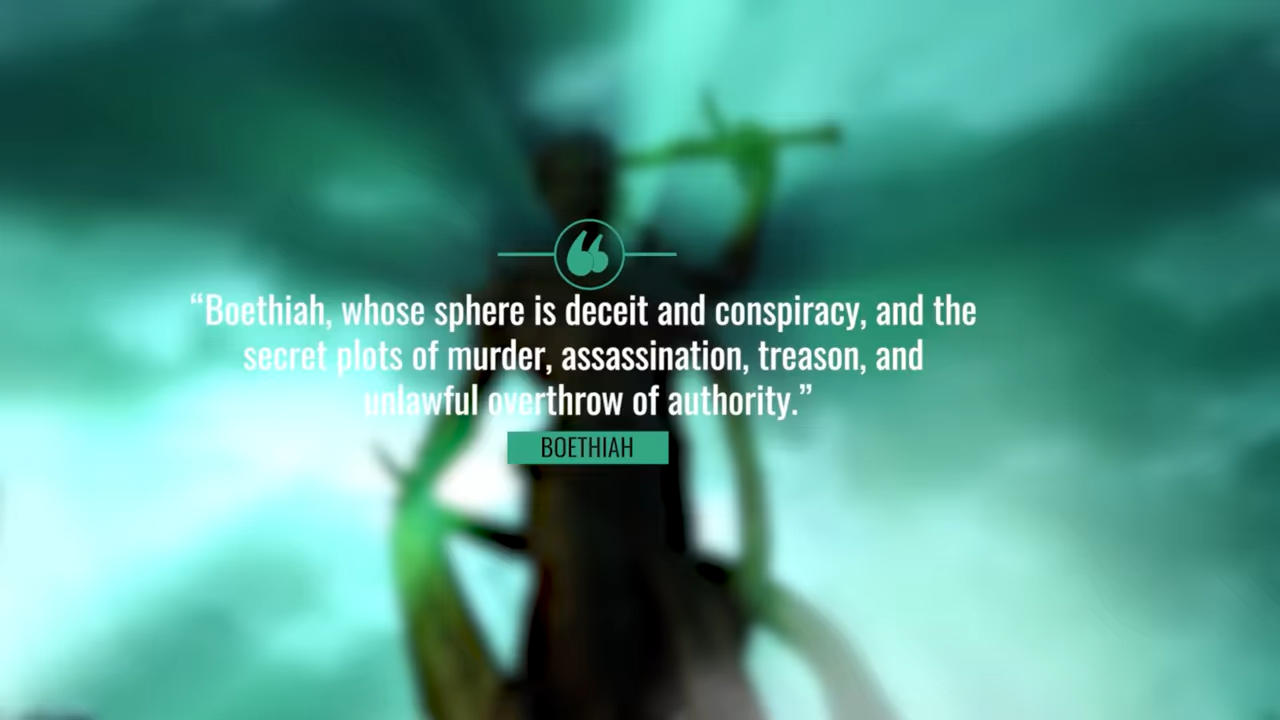 “Boethiah, whose sphere is deceit and conspiracy, and the
secret plots of murder, assassination, treason, and
unlawful overthrow of authority.”
BOETHIAH